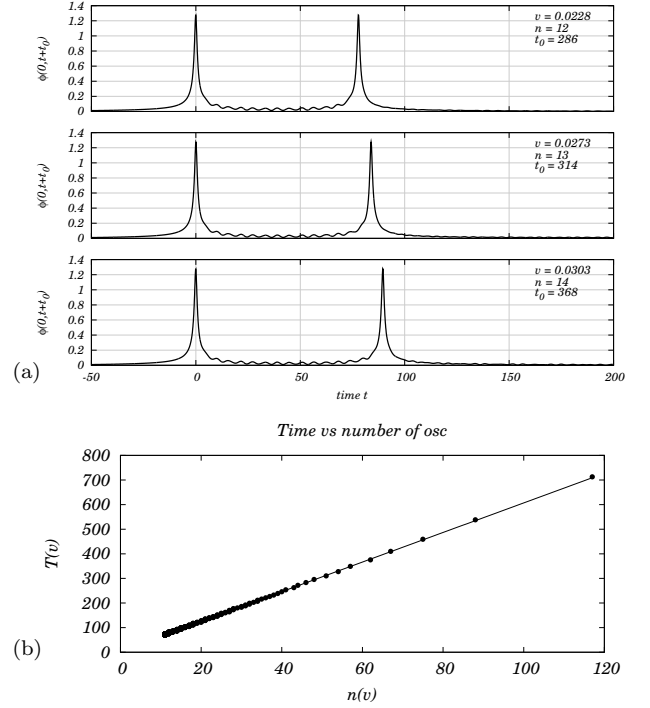 1.4
1.2
1
0.8
0.6
0.4
0.2
0
ϕ(0,t+t₀)
v = 0.0228
n = 12
t₀ = 286
1.4
1.2
1
0.8
0.6
0.4
0.2
0
ϕ(0,t+t₀)
v = 0.0273
n = 13
t₀ = 314
1.4
1.2
1
0.8
0.6
0.4
0.2
0
ϕ(0,t+t₀)
v = 0.0303
n = 14
t₀ = 368
(a)
-50 0 50 100 150 200
time t
Time vs number of osc
800
700
600
500
400
300
200
100
0
T(v)
(b)
0 20 40 60 80 100 120
n(v)